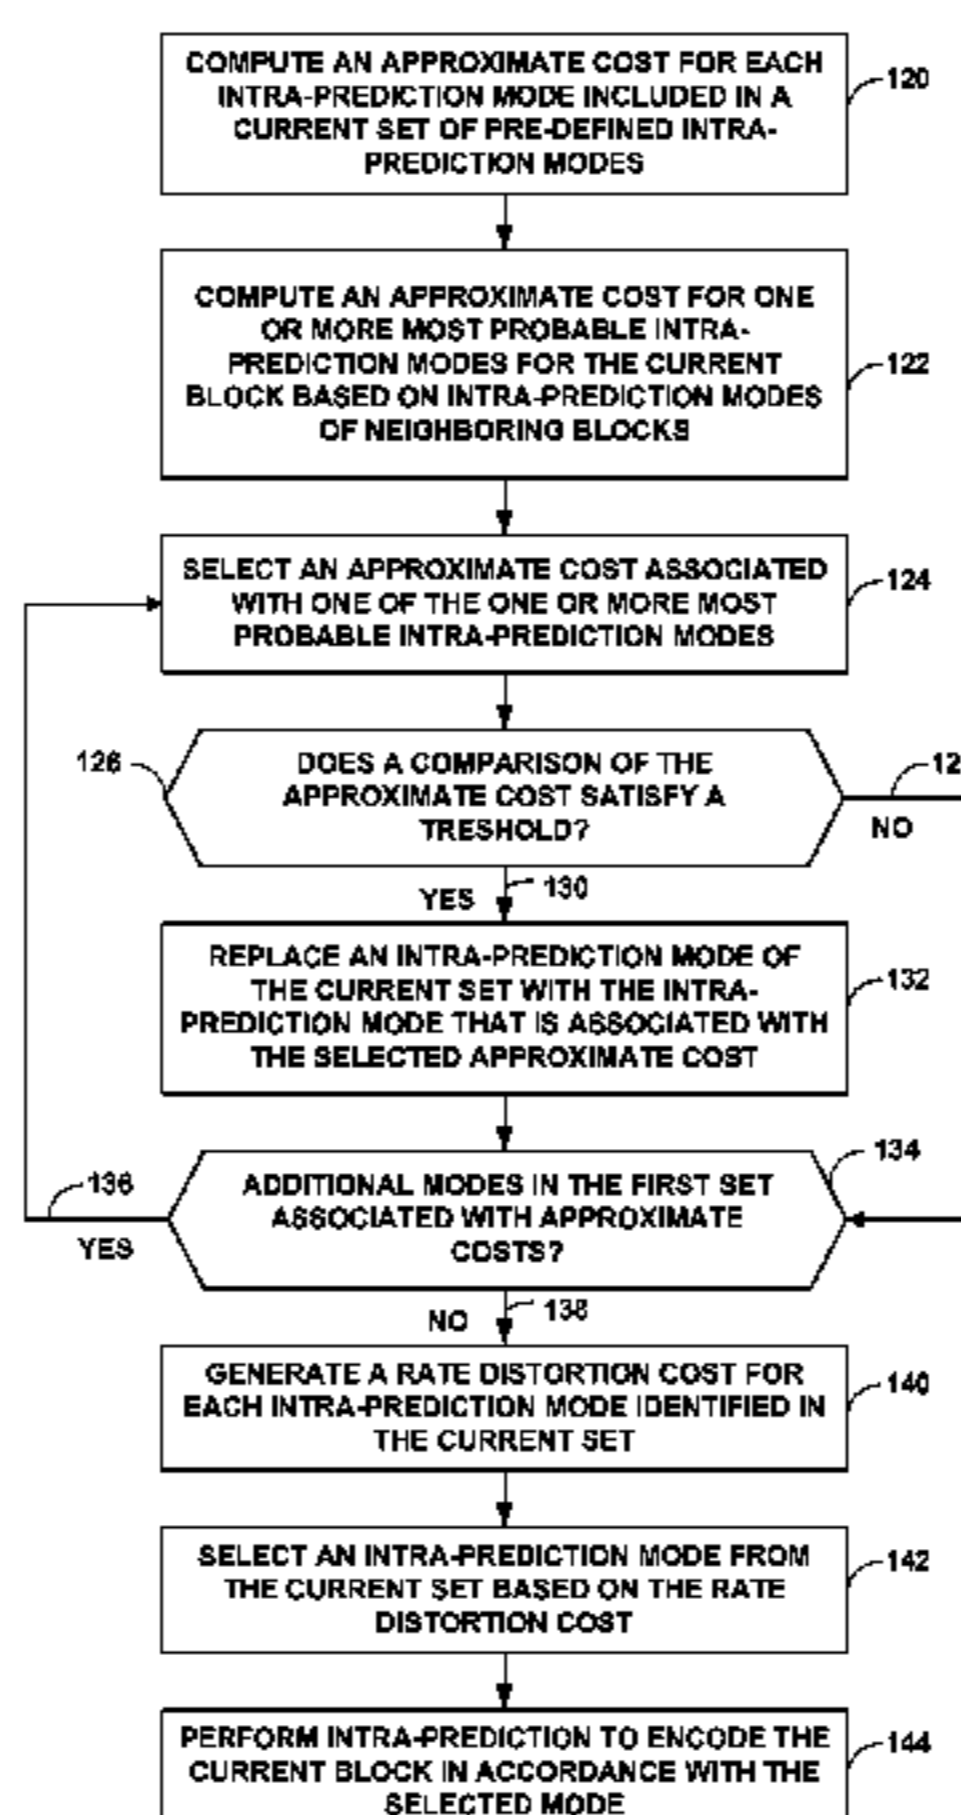 COMPUTE AN APPROXIMATE COST FOR EACH
INTRA-PREDICTION MODE INCLUDED IN A
CURRENT SET OF PRE-DEFINED INTRA-
PREDICTION MODES
120
COMPUTE AN APPROXIMATE COST FOR ONE
OR MORE MOST PROBABLE INTRA-
PREDICTION MODES FOR THE CURRENT
BLOCK BASED ON INTRA-PREDICTION MODES
OF NEIGHBORING BLOCKS
122
SELECT AN APPROXIMATE COST ASSOCIATED
WITH ONE OF THE ONE OR MORE MOST
PROBABLE INTRA-PREDICTION MODES
124
126
DOES A COMPARISON OF THE
APPROXIMATE COST SATISFY A
TRESHOLD?
12
NO
YES
130
REPLACE AN INTRA-PREDICTION MODE OF
THE CURRENT SET WITH THE INTRA-
PREDICTION MODE THAT IS ASSOCIATED WITH
THE SELECTED APPROXIMATE COST
132
134
136
YES
ADDITIONAL MODES IN THE FIRST SET
ASSOCIATED WITH APPROXIMATE
COSTS?
NO
138
GENERATE A RATE DISTORTION COST FOR
EACH INTRA-PREDICTION MODE IDENTIFIED IN
THE CURRENT SET
140
SELECT AN INTRA-PREDICTION MODE FROM
THE CURRENT SET BASED ON THE RATE
DISTORTION COST
142
PERFORM INTRA-PREDICTION TO ENCODE THE
CURRENT BLOCK IN ACCORDANCE WITH THE
SELECTED MODE
144